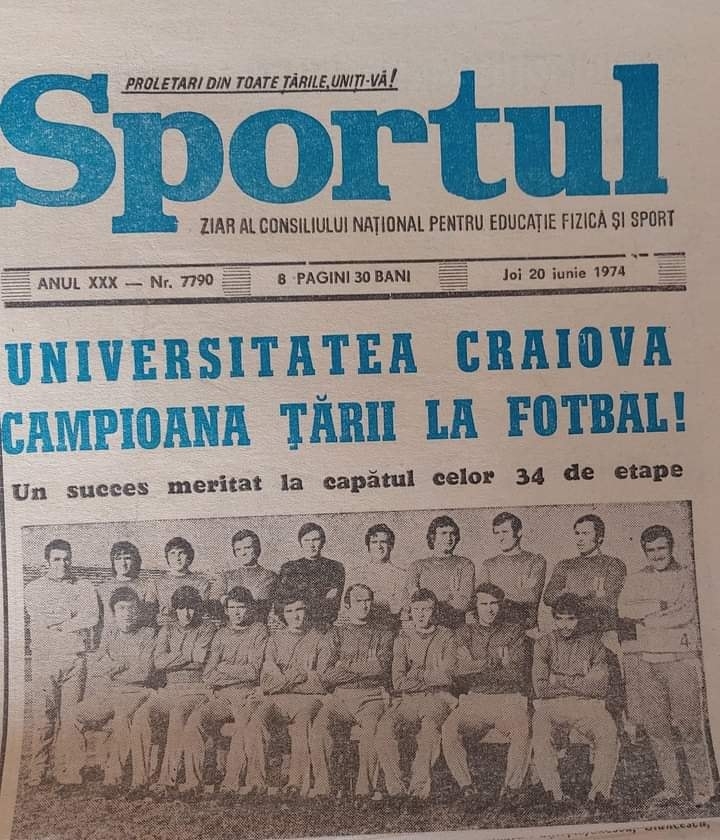 PROLETARI DIN TOATE ȚĂRILE, UNIȚI-VĂ!
Sportul
ZIAR AL CONSILIULUI NAȚIONAL PENTRU EDUCAȚIE FIZICĂ ȘI SPORT
ANUL XXX — Nr. 7790 8 PAGINI 30 BANI Joi 20 iunie 1974
UNIVERSITATEA CRAIOVA
CAMPIOANA ȚĂRII LA FOTBAL!
Un succes meritat la capătul celor 34 de etape
4